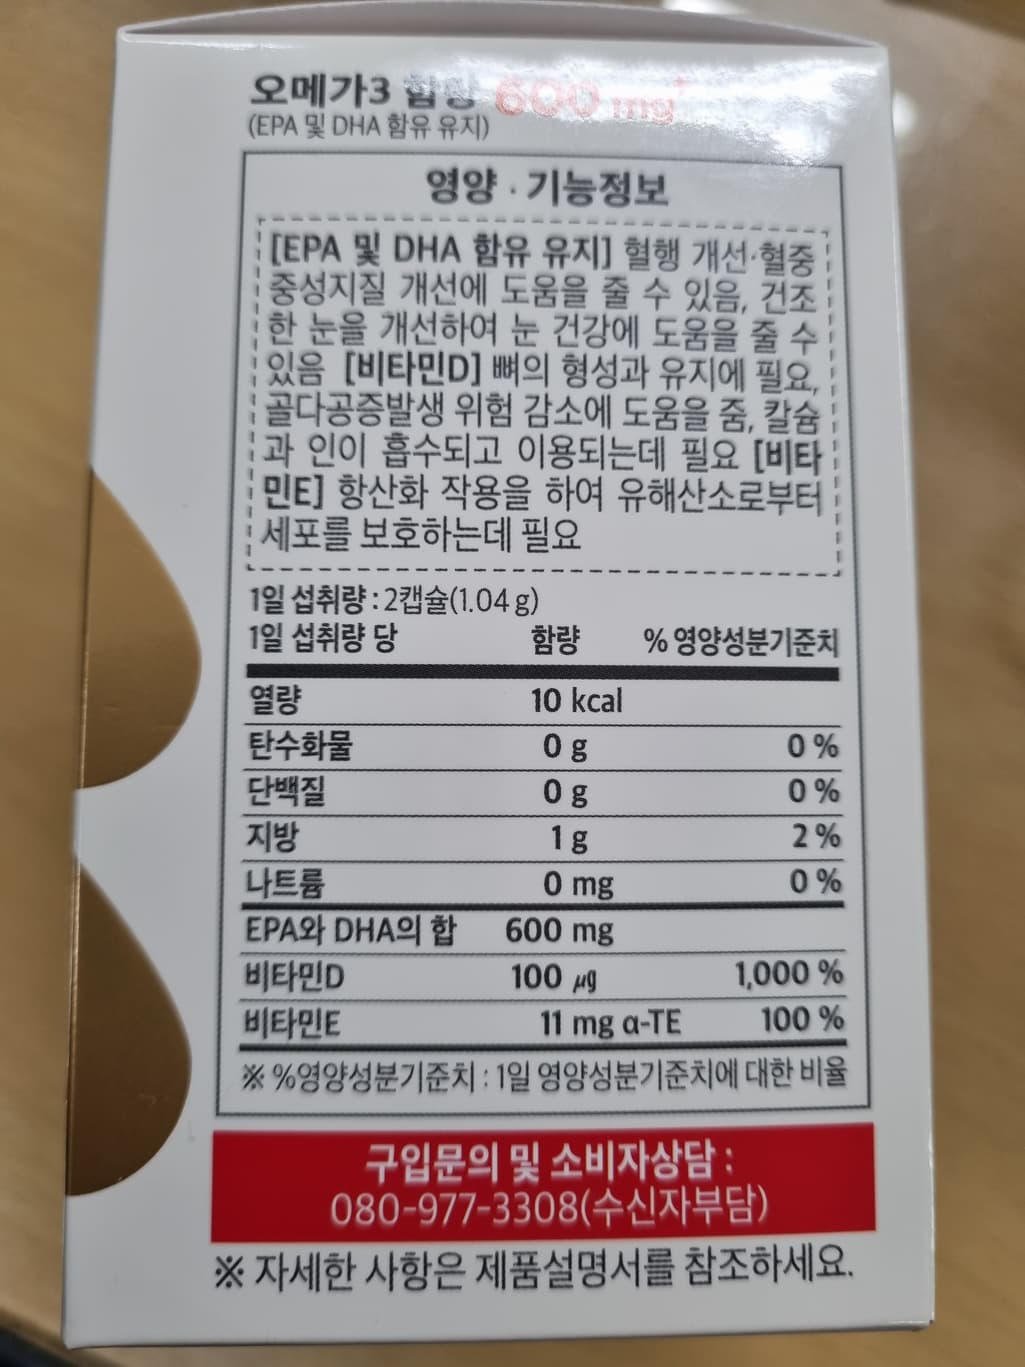 오메가3 함량 600 mg†
(EPA 및 DHA 함유 유지)
영양 · 기능정보
[EPA 및 DHA 함유 유지] 혈행 개선·혈중
중성지질 개선에 도움을 줄 수 있음, 건조
한 눈을 개선하여 눈 건강에 도움을 줄 수
있음 [비타민D] 뼈의 형성과 유지에 필요,
골다공증발생 위험 감소에 도움을 줌, 칼슘
과 인이 흡수되고 이용되는데 필요 [비타
민E] 항산화 작용을 하여 유해산소로부터
세포를 보호하는데 필요
1일 섭취량 : 2캡슐(1.04 g)
1일 섭취량 당 함량 % 영양성분기준치
열량 10 kcal
탄수화물 0 g 0 %
단백질 0 g 0 %
지방 1 g 2 %
나트륨 0 mg 0 %
EPA와 DHA의 합 600 mg
비타민D 100 ㎍ 1,000 %
비타민E 11 mg α-TE 100 %
※ %영양성분기준치 : 1일 영양성분기준치에 대한 비율
구입문의 및 소비자상담 :
080-977-3308(수신자부담)
※ 자세한 사항은 제품설명서를 참조하세요.